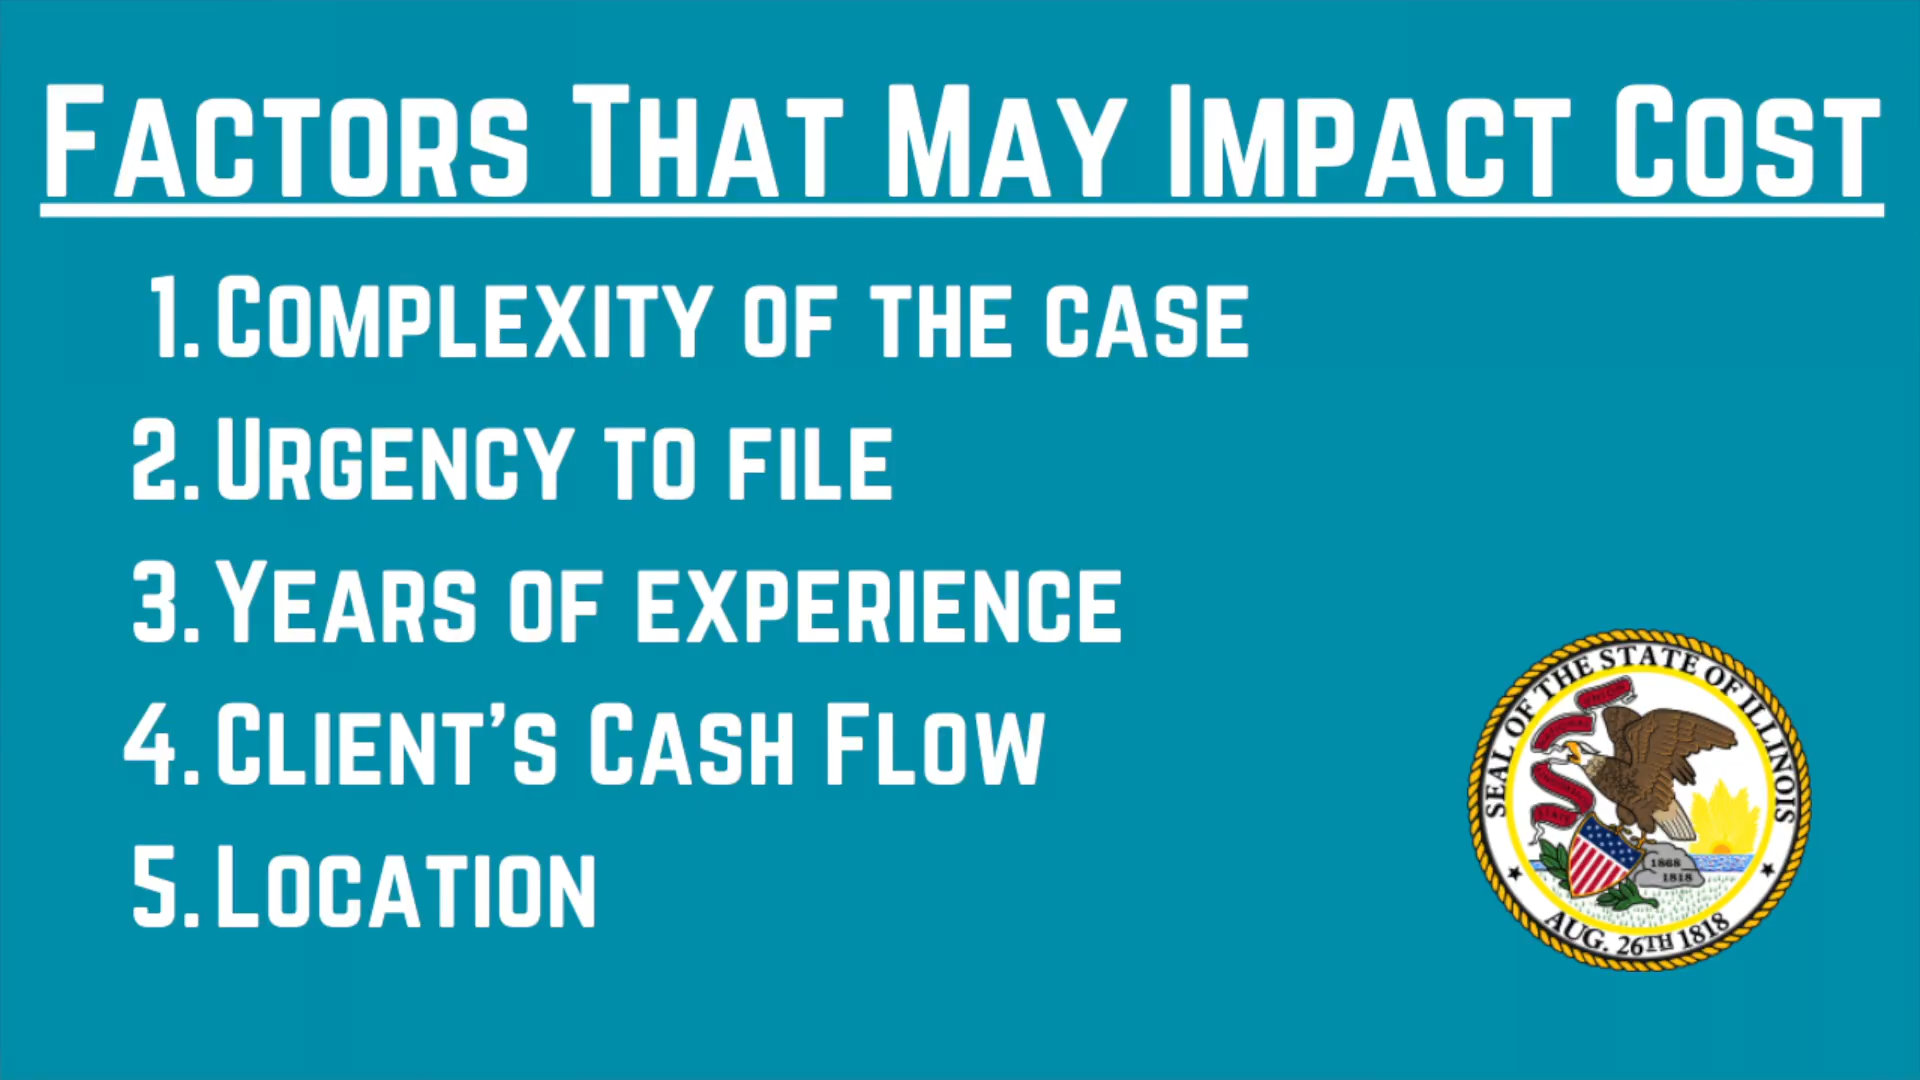 Factors That May Impact Cost
1. Complexity of the case
2. Urgency to file
3. Years of experience
4. Client's Cash Flow
5. Location
SEAL OF THE STATE OF ILLINOIS
1868
1818
AUG. 26TH 1818